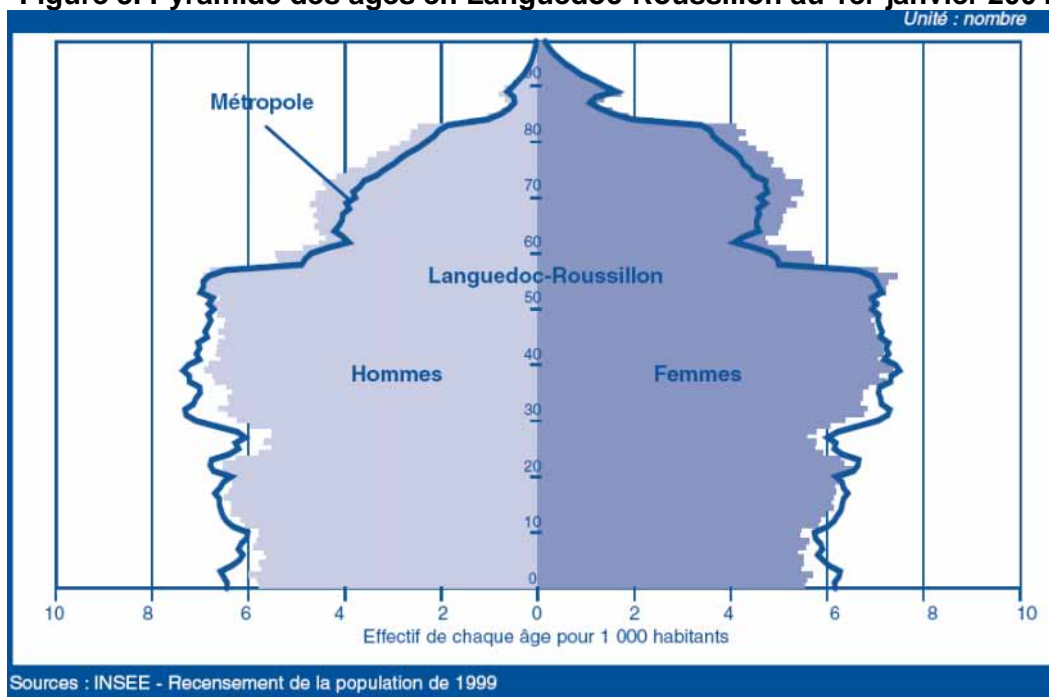 Unité : nombre
Métropole
Languedoc-Roussillon
Hommes
Femmes
90
80
70
60
50
40
30
20
10
0
10 8 6 4 2 0 2 4 6 8 10
Effectif de chaque âge pour 1 000 habitants
Sources : INSEE - Recensement de la population de 1999